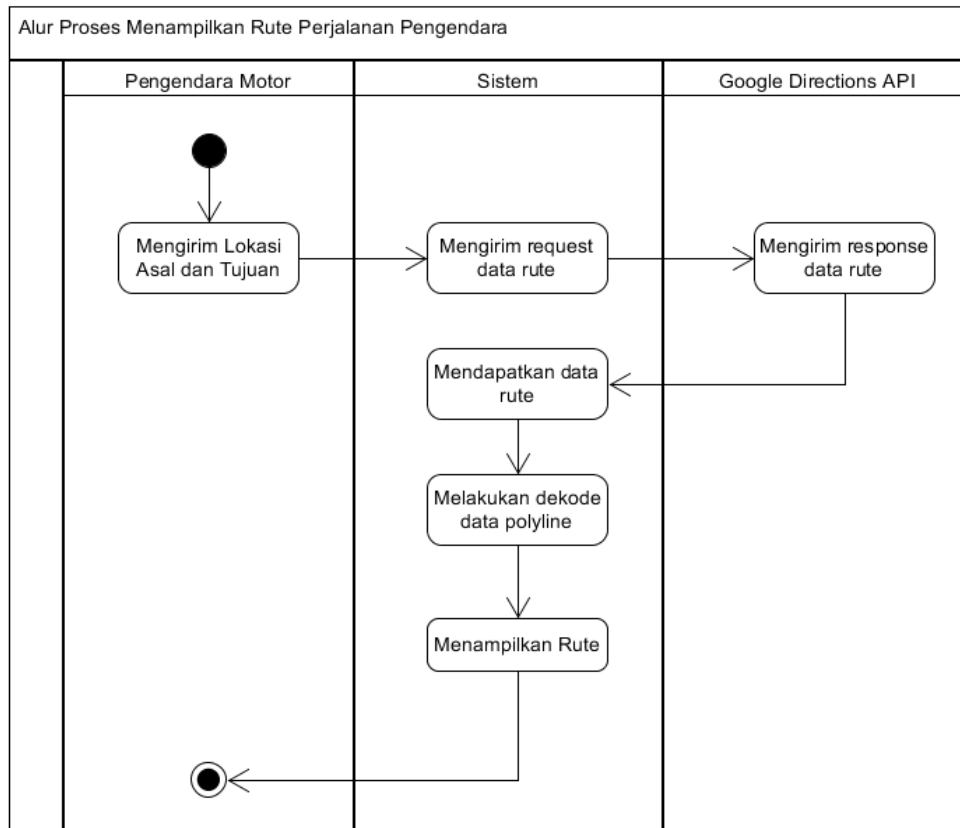 Alur Proses Menampilkan Rute Perjalanan Pengendara
Pengendara Motor
Sistem
Google Directions API
Mengirim Lokasi
Asal dan Tujuan
Mengirim request
data rute
Mengirim response
data rute
Mendapatkan data
rute
Melakukan dekode
data polyline
Menampilkan Rute